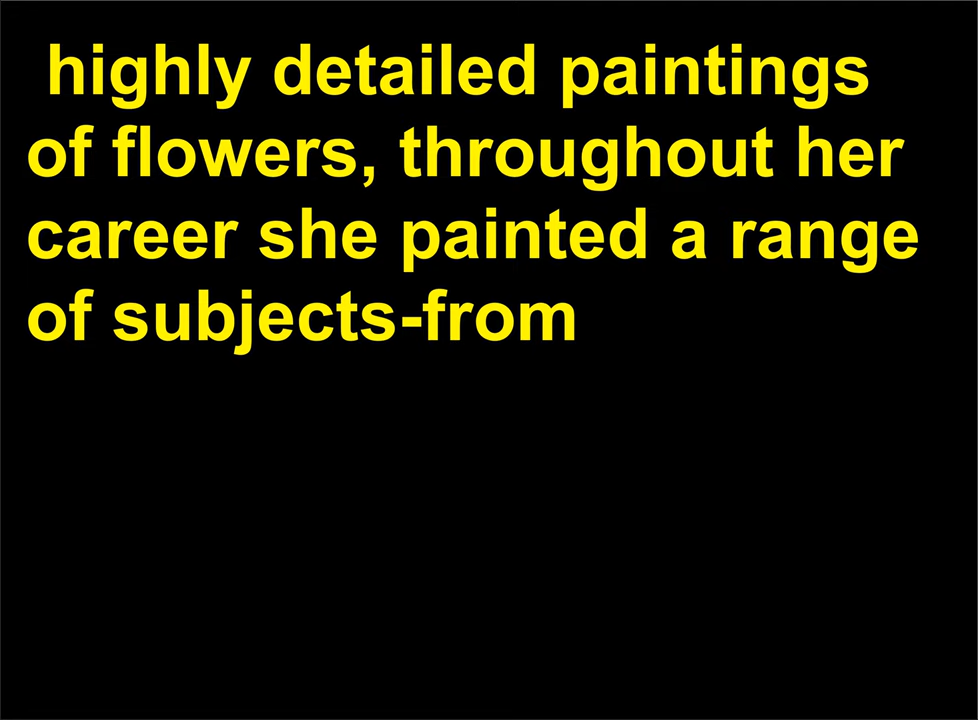 highly detailed paintings
of flowers, throughout her
career she painted a range
of subjects-from